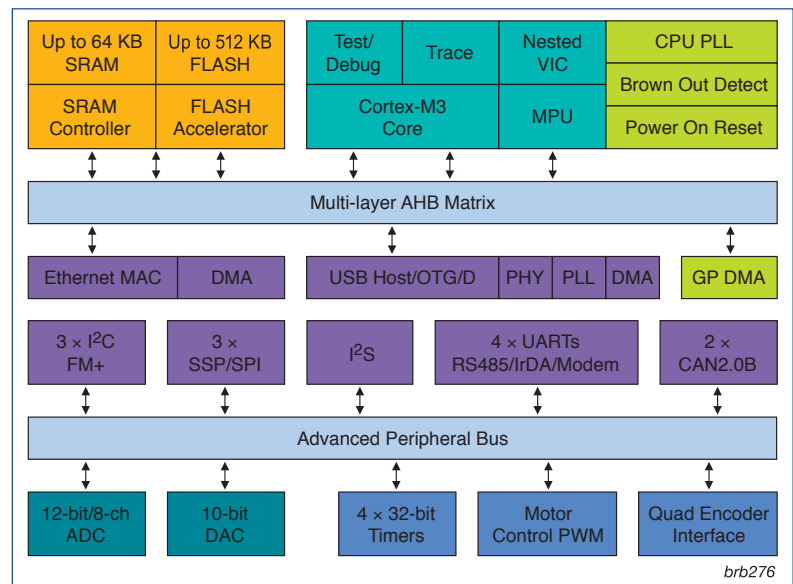 Up to 64 KB
SRAM
Up to 512 KB
FLASH
Test/
Debug
Trace
Nested
VIC
CPU PLL
Brown Out Detect
Power On Reset
SRAM
Controller
FLASH
Accelerator
Cortex-M3
Core
MPU
Multi-layer AHB Matrix
Ethernet MAC
DMA
USB Host/OTG/D
PHY
PLL
DMA
GP DMA
3 × I²C
FM+
3 ×
SSP/SPI
I²S
4 × UARTs
RS485/IrDA/Modem
2 ×
CAN2.0B
Advanced Peripheral Bus
12-bit/8-ch
ADC
10-bit
DAC
4 × 32-bit
Timers
Motor
Control PWM
Quad Encoder
Interface
brb276